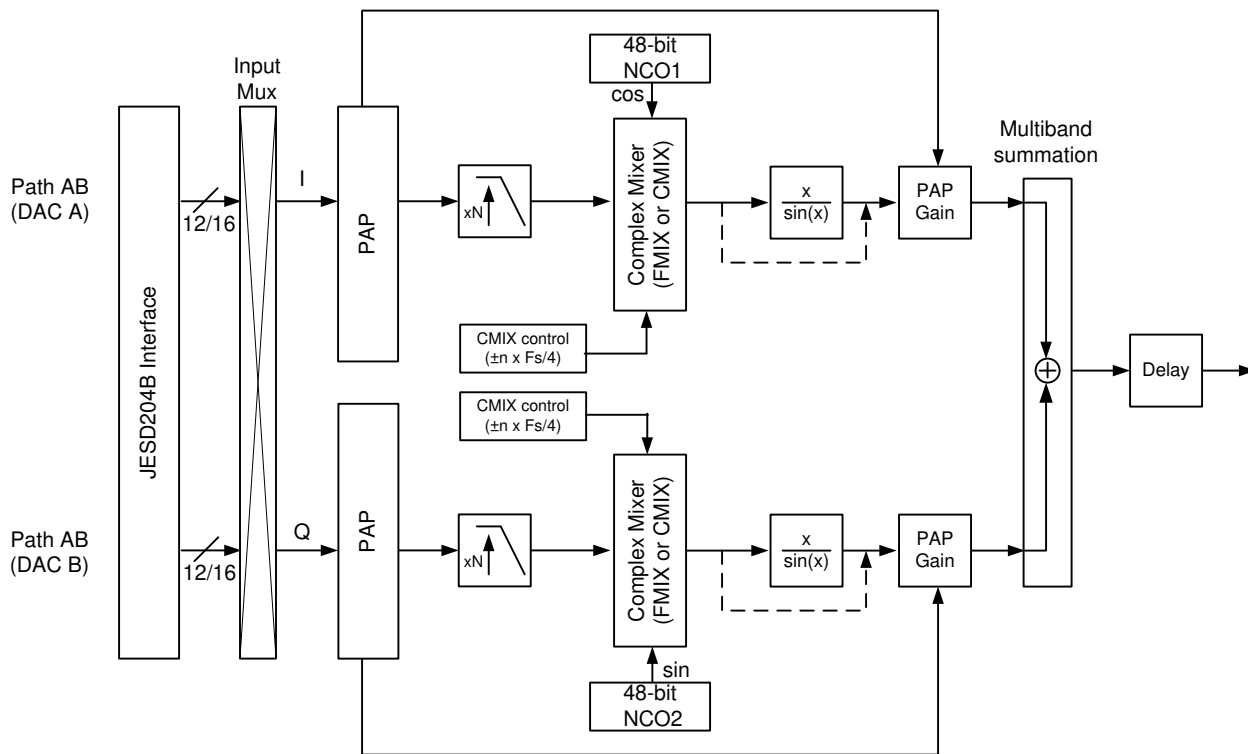 48-bit
NCO1
cos
Input
Mux
Multiband
summation
Path AB
(DAC A)
12/16
I
PAP
xN
Complex Mixer
(FMIX or CMIX)
x
sin(x)
PAP
Gain
JESD204B Interface
CMIX control
(±n x Fs/4)
Delay
CMIX control
(±n x Fs/4)
Path AB
(DAC B)
12/16
Q
PAP
xN
Complex Mixer
(FMIX or CMIX)
x
sin(x)
PAP
Gain
sin
48-bit
NCO2